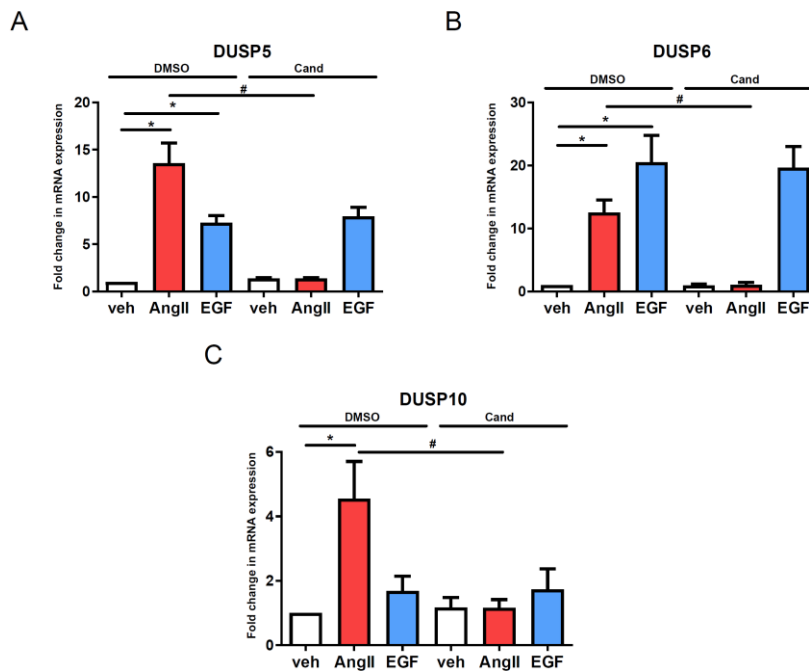 A
DUSP5
DMSO Cand
#
*
*
Fold change in mRNA expression
20
15
10
5
0
veh AngII EGF veh AngII EGF
B
DUSP6
DMSO Cand
#
*
*
Fold change in mRNA expression
30
20
10
0
veh AngII EGF veh AngII EGF
C
DUSP10
DMSO Cand
* #
Fold change in mRNA expression
6
4
2
0
veh AngII EGF veh AngII EGF